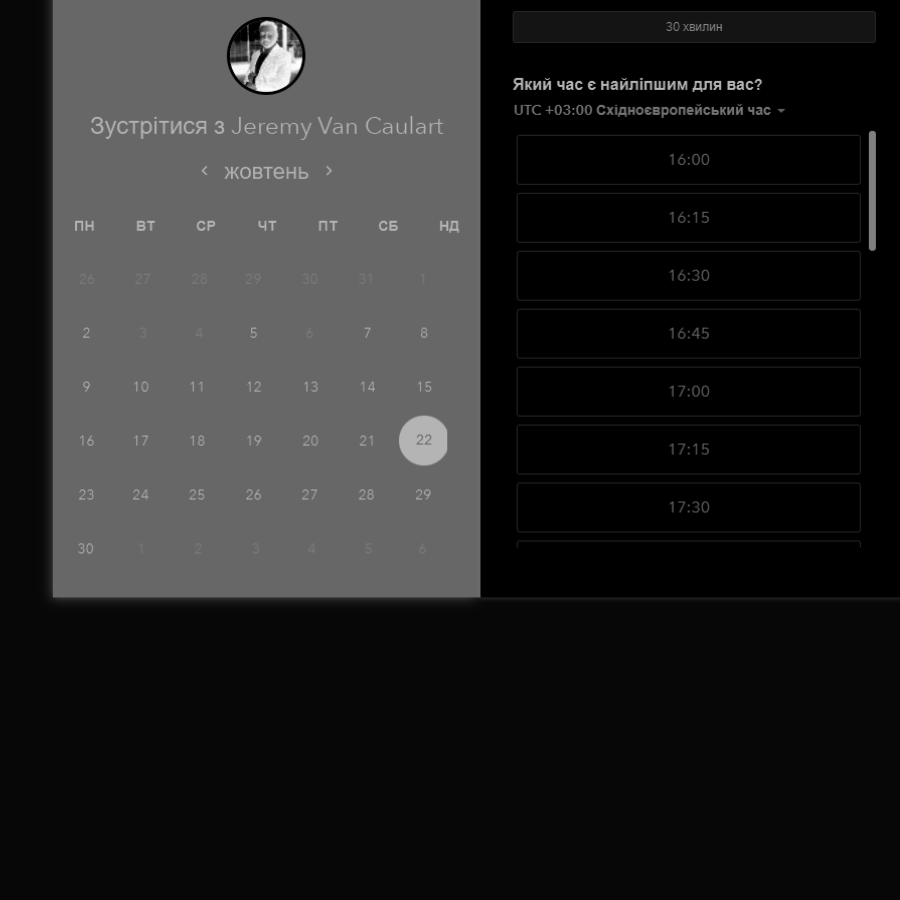 Зустрітися з Jeremy Van Caulart
жовтень
ПН ВТ СР ЧТ ПТ СБ НД
26 27 28 29 30 31 1
2 3 4 5 6 7 8
9 10 11 12 13 14 15
16 17 18 19 20 21 22
23 24 25 26 27 28 29
30 1 2 3 4 5 6
30 хвилин
Який час є найліпшим для вас?
UTC +03:00 Східноєвропейський час
16:00
16:15
16:30
16:45
17:00
17:15
17:30